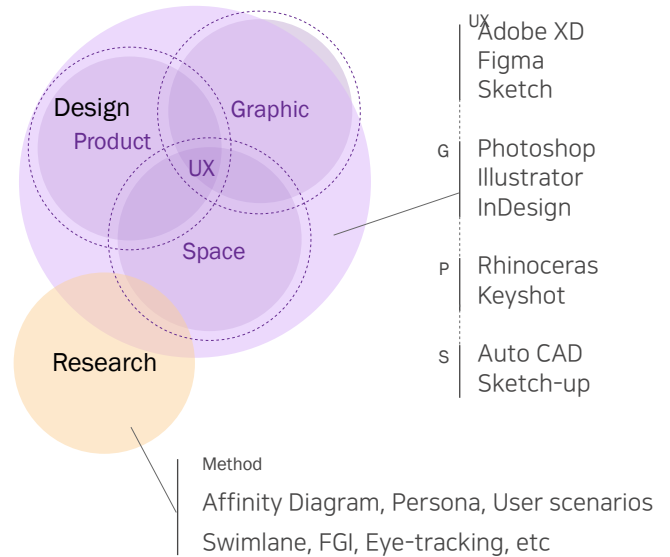 Design
Product
Graphic
UX
Space
Research
UX
Adobe XD
Figma
Sketch
G
Photoshop
Illustrator
InDesign
P
Rhinoceras
Keyshot
S
Auto CAD
Sketch-up
Method
Affinity Diagram, Persona, User scenarios
Swimlane, FGI, Eye-tracking, etc